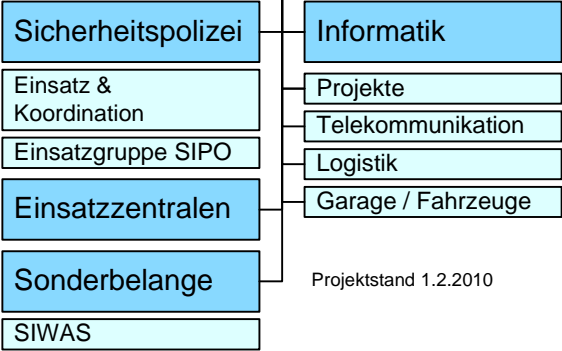 Sicherheitspolizei
Einsatz &
Koordination
Einsatzgruppe SIPO
Einsatzzentralen
Sonderbelange
SIWAS
Informatik
Projekte
Telekommunikation
Logistik
Garage / Fahrzeuge
Projektstand 1.2.2010